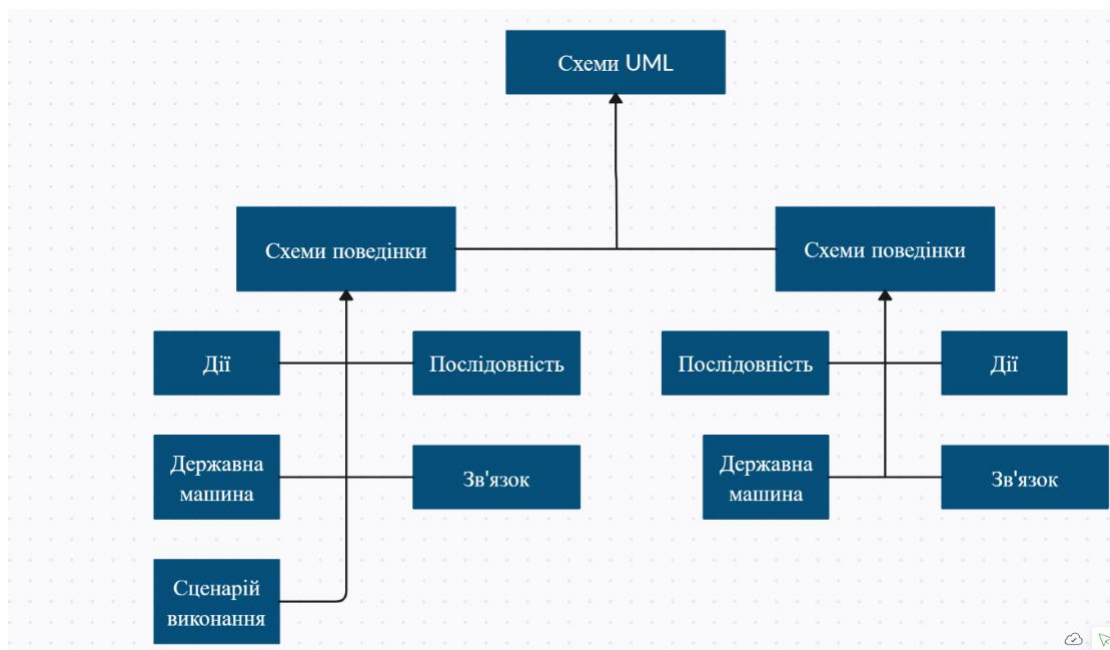 Схеми UML
Схеми поведінки
Схеми поведінки
Дії
Послідовність
Послідовність
Дії
Державна
машина
Зв'язок
Державна
машина
Зв'язок
Сценарій
виконання